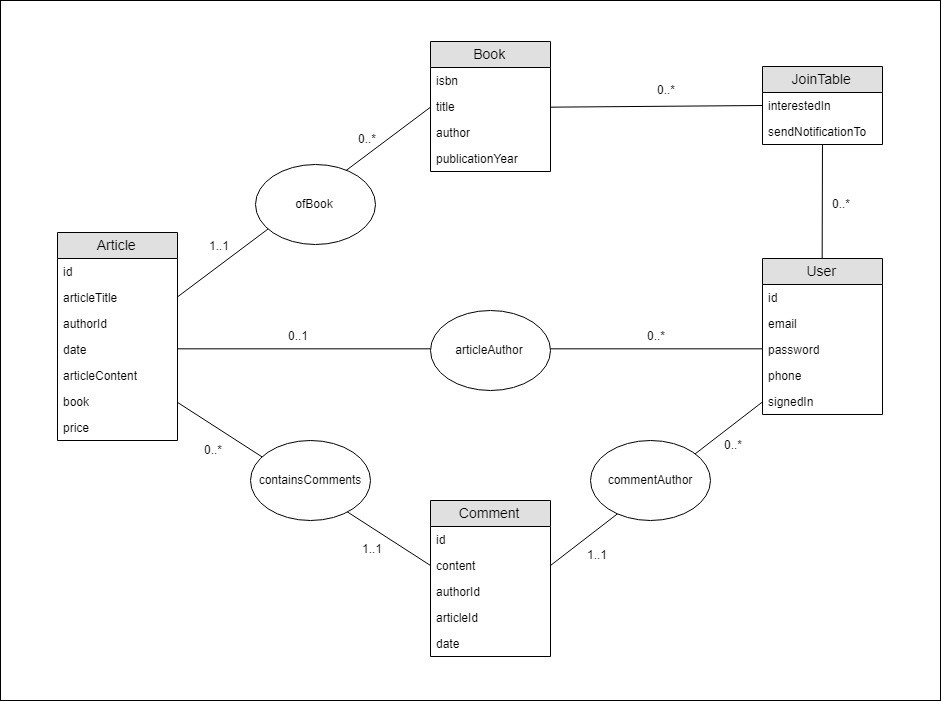 Book
isbn
title
author
publicationYear
JoinTable
interestedIn
sendNotificationTo
0..*
0..*
0..*
ofBook
1..1
Article
id
articleTitle
authorId
date
articleContent
book
price
User
id
email
password
phone
signedIn
0..1
articleAuthor
0..*
0..*
containsComments
1..1
0..*
commentAuthor
1..1
Comment
id
content
authorId
articleId
date